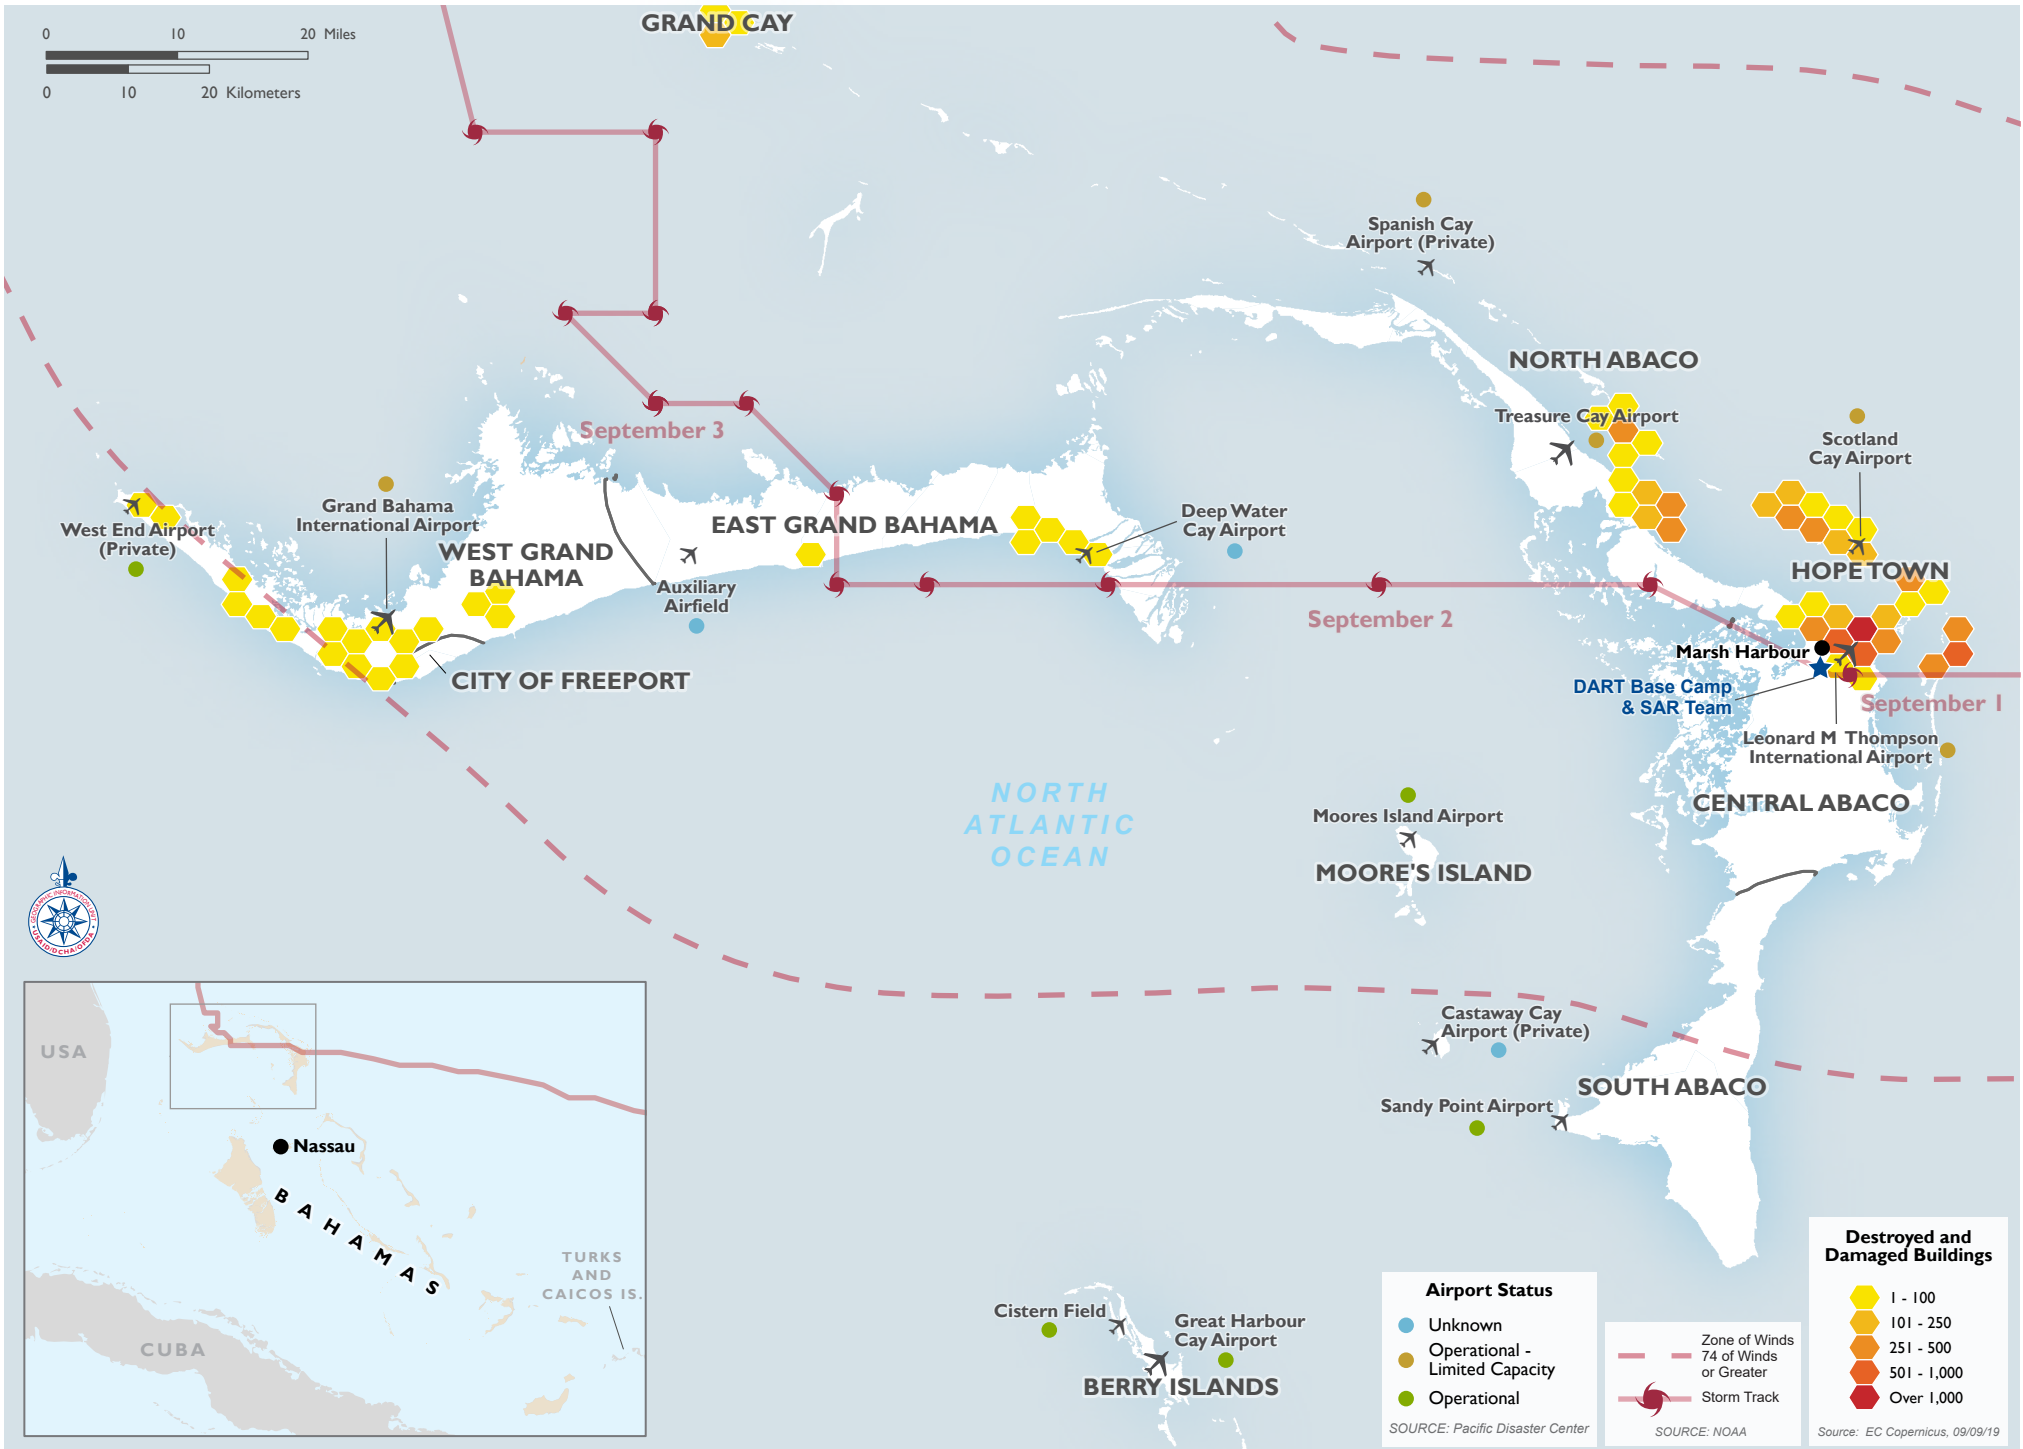 0 10 20 Miles
0 10 20 Kilometers
GRAND CAY
Spanish Cay
Airport (Private)
NORTH ABACO
Treasure Cay Airport
Scotland
Cay Airport
September 3
Grand Bahama
International Airport
West End Airport
(Private)
WEST GRAND
BAHAMA
EAST GRAND BAHAMA
Deep Water
Cay Airport
Auxiliary
Airfield
HOPE TOWN
September 2
CITY OF FREEPORT
Marsh Harbour
DART Base Camp
& SAR Team
September 1
Leonard M Thompson
International Airport
NORTH
ATLANTIC
OCEAN
CENTRAL ABACO
Moores Island Airport
MOORE'S ISLAND
GEOGRAPHIC INFORMATION UNIT
USAID/DCHA/OFDA
Castaway Cay
Airport (Private)
SOUTH ABACO
Sandy Point Airport
USA
Nassau
BAHAMAS
TURKS
AND
CAICOS IS.
CUBA
Cistern Field
Great Harbour
Cay Airport
BERRY ISLANDS
Airport Status
Unknown
Operational -
Limited Capacity
Operational
SOURCE: Pacific Disaster Center
Zone of Winds
74 of Winds
or Greater
Storm Track
SOURCE: NOAA
Destroyed and
Damaged Buildings
1 - 100
101 - 250
251 - 500
501 - 1,000
Over 1,000
Source: EC Copernicus, 09/09/19